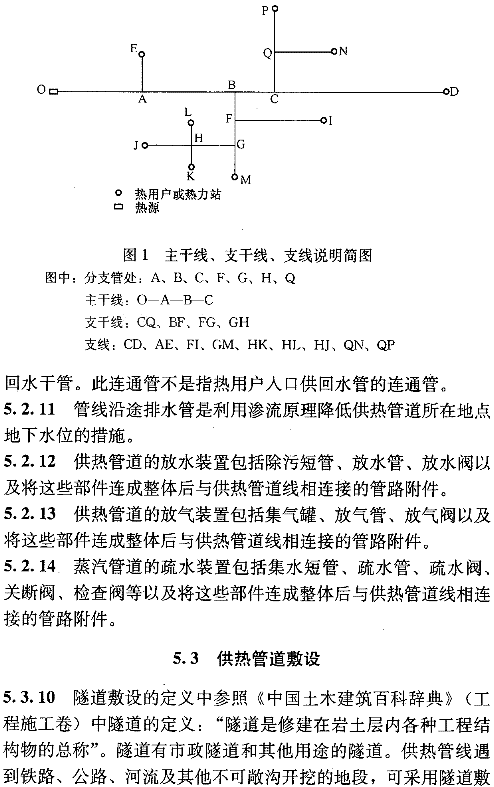 P
E
Q
N
O
A
B
C
D
L
F
I
H
J
G
K
M
热用户或热力站
热源
图 1 主干线、支干线、支线说明简图
图中：分支管处：A、B、C、F、G、H、Q
主干线：O—A—B—C
支干线：CQ、BF、FG、GH
支线：CD、AE、FI、GM、HK、HL、HJ、QN、QP
回水干管。此连通管不是指热用户入口供回水管的连通管。
5.2.11 管线沿途排水管是利用渗流原理降低供热管道所在地点
地下水位的措施。
5.2.12 供热管道的放水装置包括除污短管、放水管、放水阀以
及将这些部件连成整体后与供热管道线相连接的管路附件。
5.2.13 供热管道的放气装置包括集气罐、放气管、放气阀以及
将这些部件连成整体后与供热管道线相连接的管路附件。
5.2.14 蒸汽管道的疏水装置包括集水短管、疏水管、疏水阀、
关断阀、检查阀等以及将这些部件连成整体后与供热管道线相连
接的管路附件。
5.3 供热管道敷设
5.3.10 隧道敷设的定义中参照《中国土木建筑百科辞典》（工
程施工卷）中隧道的定义：“隧道是修建在岩土层内各种工程结
构物的总称”。隧道有市政隧道和其他用途的隧道。供热管线遇
到铁路、公路、河流及其他不可敞沟开挖的地段，可采用隧道敷